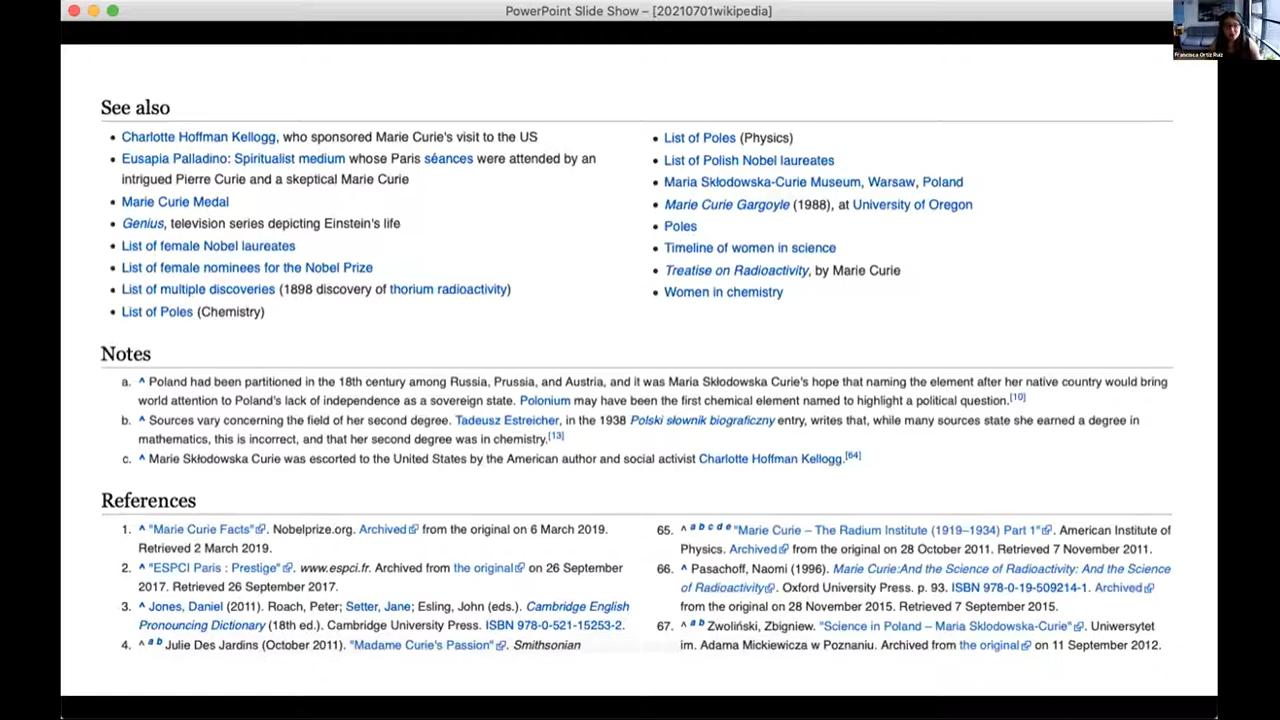 PowerPoint Slide Show – [20210701wikipedia]
Francisca Ortiz Ruiz
See also
• Charlotte Hoffman Kellogg, who sponsored Marie Curie's visit to the US
• Eusapia Palladino: Spiritualist medium whose Paris séances were attended by an
intrigued Pierre Curie and a skeptical Marie Curie
• Marie Curie Medal
• Genius, television series depicting Einstein's life
• List of female Nobel laureates
• List of female nominees for the Nobel Prize
• List of multiple discoveries (1898 discovery of thorium radioactivity)
• List of Poles (Chemistry)
• List of Poles (Physics)
• List of Polish Nobel laureates
• Maria Skłodowska-Curie Museum, Warsaw, Poland
• Marie Curie Gargoyle (1988), at University of Oregon
• Poles
• Timeline of women in science
• Treatise on Radioactivity, by Marie Curie
• Women in chemistry
Notes
a. ^ Poland had been partitioned in the 18th century among Russia, Prussia, and Austria, and it was Maria Skłodowska Curie's hope that naming the element after her native country would bring
world attention to Poland's lack of independence as a sovereign state. Polonium may have been the first chemical element named to highlight a political question.[10]
b. ^ Sources vary concerning the field of her second degree. Tadeusz Estreicher, in the 1938 Polski słownik biograficzny entry, writes that, while many sources state she earned a degree in
mathematics, this is incorrect, and that her second degree was in chemistry.[13]
c. ^ Marie Skłodowska Curie was escorted to the United States by the American author and social activist Charlotte Hoffman Kellogg.[64]
References
1. ^ "Marie Curie Facts". Nobelprize.org. Archived from the original on 6 March 2019.
Retrieved 2 March 2019.
2. ^ "ESPCI Paris : Prestige". www.espci.fr. Archived from the original on 26 September
2017. Retrieved 26 September 2017.
3. ^ Jones, Daniel (2011). Roach, Peter; Setter, Jane; Esling, John (eds.). Cambridge English
Pronouncing Dictionary (18th ed.). Cambridge University Press. ISBN 978-0-521-15253-2.
4. ^ a b Julie Des Jardins (October 2011). "Madame Curie's Passion". Smithsonian
65. ^ a b c d e "Marie Curie – The Radium Institute (1919–1934) Part 1". American Institute of
Physics. Archived from the original on 28 October 2011. Retrieved 7 November 2011.
66. ^ Pasachoff, Naomi (1996). Marie Curie:And the Science of Radioactivity: And the Science
of Radioactivity. Oxford University Press. p. 93. ISBN 978-0-19-509214-1. Archived
from the original on 28 November 2015. Retrieved 7 September 2015.
67. ^ a b Zwoliński, Zbigniew. "Science in Poland – Maria Sklodowska-Curie". Uniwersytet
im. Adama Mickiewicza w Poznaniu. Archived from the original on 11 September 2012.